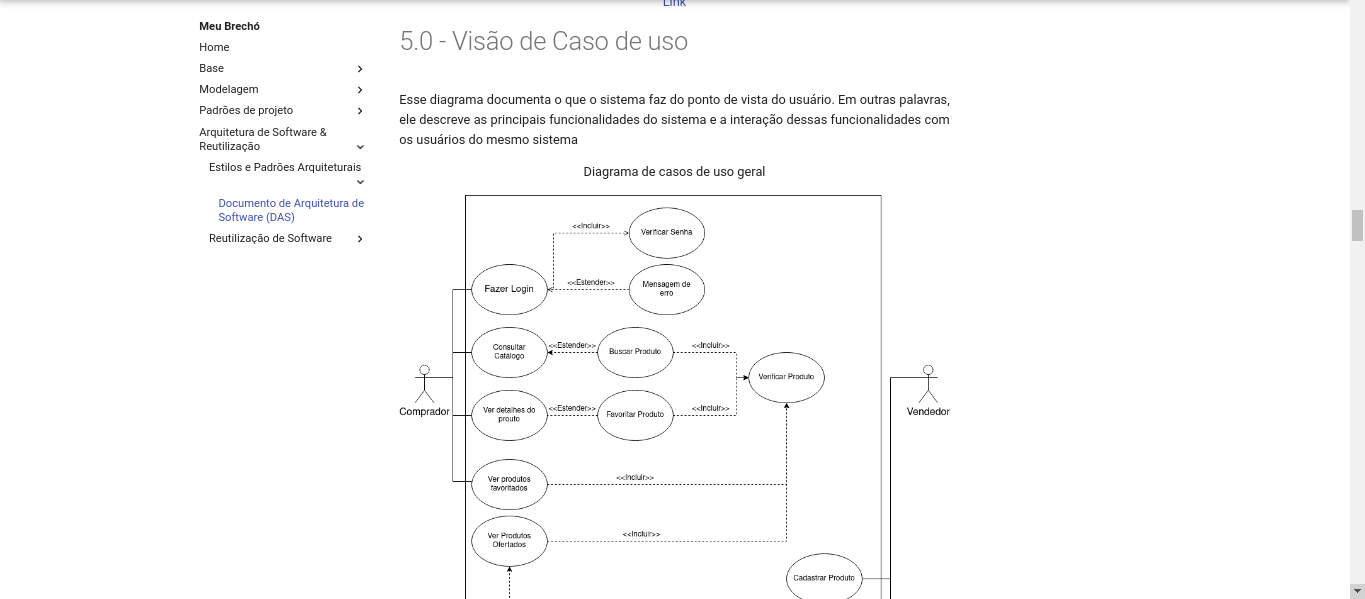 Link
Meu Brechó
Home
Base
Modelagem
Padrões de projeto
Arquitetura de Software &
Reutilização
Estilos e Padrões Arquiteturais
Documento de Arquitetura de
Software (DAS)
Reutilização de Software
5.0 - Visão de Caso de uso
Esse diagrama documenta o que o sistema faz do ponto de vista do usuário. Em outras palavras,
ele descreve as principais funcionalidades do sistema e a interação dessas funcionalidades com
os usuários do mesmo sistema
Diagrama de casos de uso geral
<<Incluir>>
Verificar Senha
Fazer Login
<<Estender>>
Mensagem de
erro
Consultar
Catálogo
<<Estender>>
Buscar Produto
<<Incluir>>
Verificar Produto
Comprador
Vendedor
Ver detalhes do
prouto
<<Estender>>
Favoritar Produto
<<Incluir>>
Ver produtos
favoritados
<<Incluir>>
Ver Produtos
Ofertados
<<Incluir>>
Cadastrar Produto